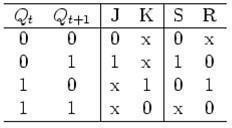 Qt Qt+1 J K S R
0 0 0 x 0 x
0 1 1 x 1 0
1 0 x 1 0 1
1 1 x 0 x 0